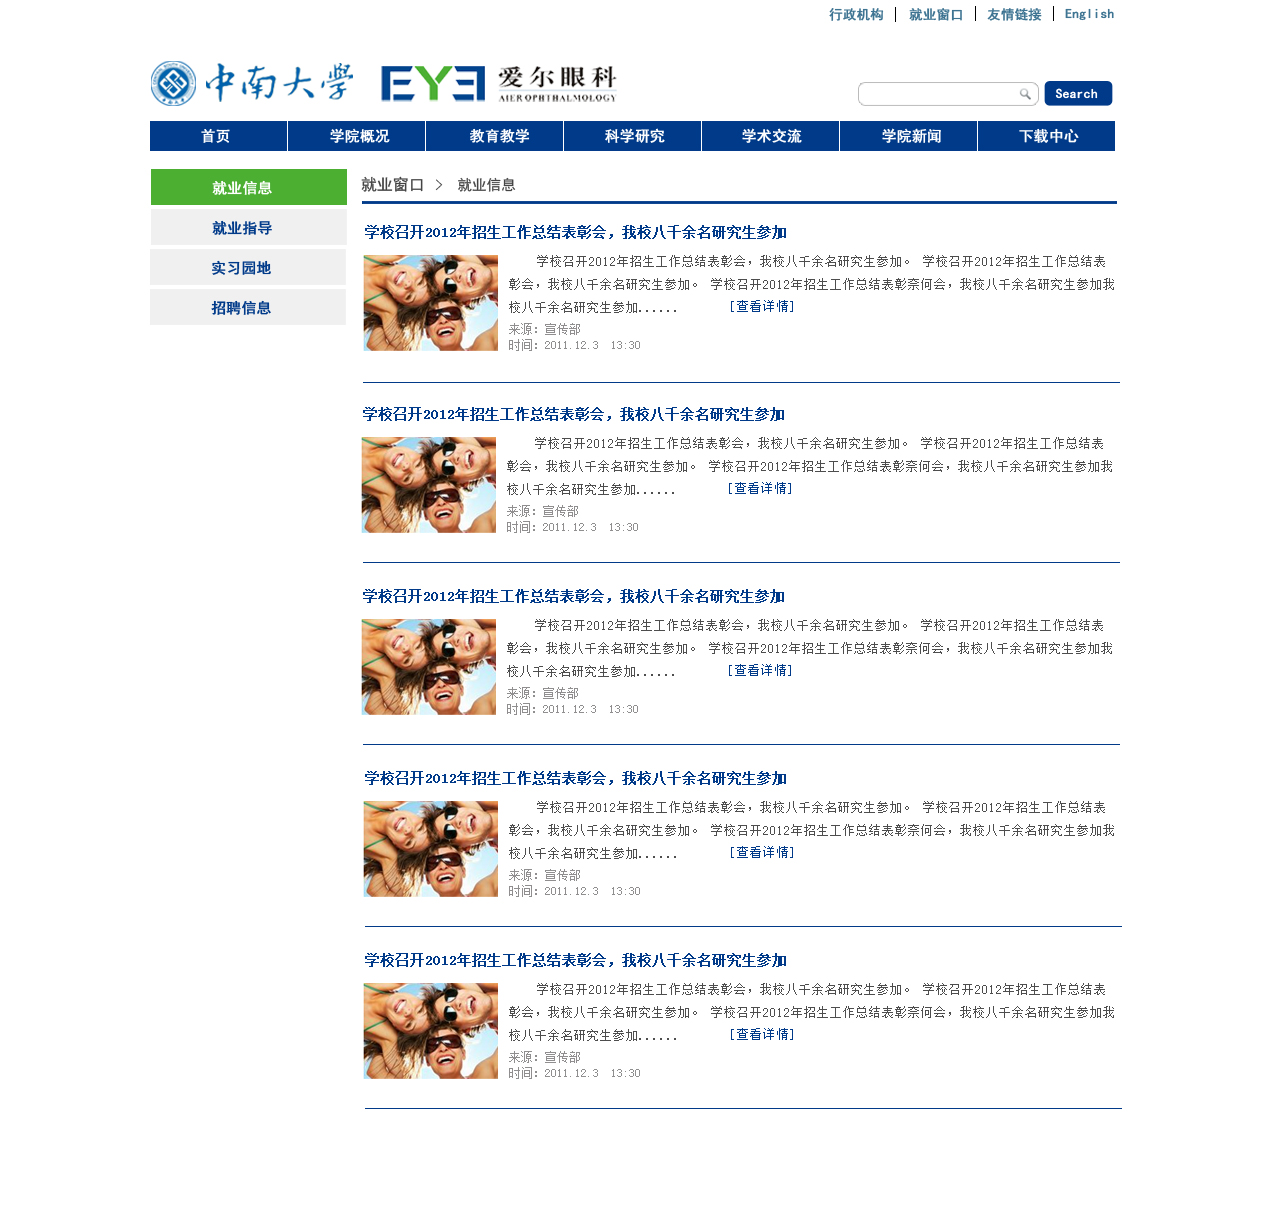 行政机构 就业窗口 友情链接 English
中南大学 EYE 爱尔眼科
AIER OPHTHALMOLOGY
Search
首页 学院概况 教育教学 科学研究 学术交流 学院新闻 下载中心
就业信息
就业指导
实习园地
招聘信息
就业窗口 > 就业信息
学校召开2012年招生工作总结表彰会，我校八千余名研究生参加
学校召开2012年招生工作总结表彰会，我校八千余名研究生参加。 学校召开2012年招生工作总结表
彰会，我校八千余名研究生参加。 学校召开2012年招生工作总结表彰奈何会，我校八千余名研究生参加我
校八千余名研究生参加...... [查看详情]
来源：宣传部
时间：2011.12.3 13:30
学校召开2012年招生工作总结表彰会，我校八千余名研究生参加
学校召开2012年招生工作总结表彰会，我校八千余名研究生参加。 学校召开2012年招生工作总结表
彰会，我校八千余名研究生参加。 学校召开2012年招生工作总结表彰奈何会，我校八千余名研究生参加我
校八千余名研究生参加...... [查看详情]
来源：宣传部
时间：2011.12.3 13:30
学校召开2012年招生工作总结表彰会，我校八千余名研究生参加
学校召开2012年招生工作总结表彰会，我校八千余名研究生参加。 学校召开2012年招生工作总结表
彰会，我校八千余名研究生参加。 学校召开2012年招生工作总结表彰奈何会，我校八千余名研究生参加我
校八千余名研究生参加...... [查看详情]
来源：宣传部
时间：2011.12.3 13:30
学校召开2012年招生工作总结表彰会，我校八千余名研究生参加
学校召开2012年招生工作总结表彰会，我校八千余名研究生参加。 学校召开2012年招生工作总结表
彰会，我校八千余名研究生参加。 学校召开2012年招生工作总结表彰奈何会，我校八千余名研究生参加我
校八千余名研究生参加...... [查看详情]
来源：宣传部
时间：2011.12.3 13:30
学校召开2012年招生工作总结表彰会，我校八千余名研究生参加
学校召开2012年招生工作总结表彰会，我校八千余名研究生参加。 学校召开2012年招生工作总结表
彰会，我校八千余名研究生参加。 学校召开2012年招生工作总结表彰奈何会，我校八千余名研究生参加我
校八千余名研究生参加...... [查看详情]
来源：宣传部
时间：2011.12.3 13:30